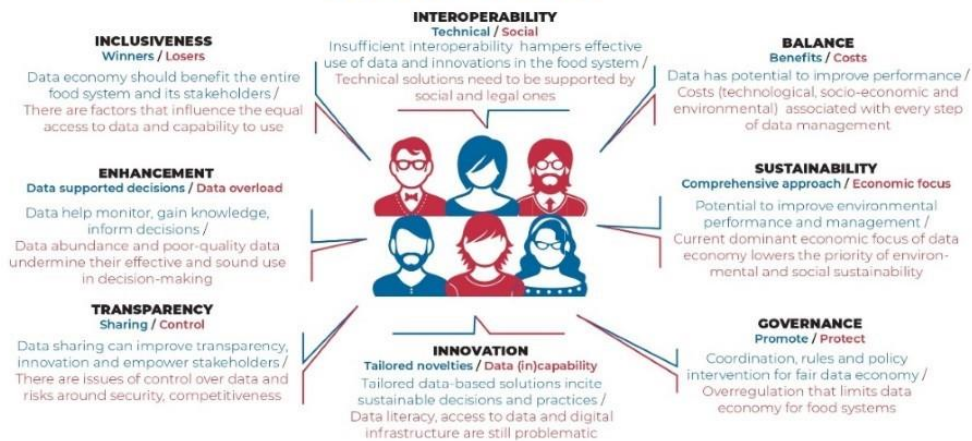 INTEROPERABILITY
Technical / Social
Insufficient interoperability hampers effective
use of data and innovations in the food system /
Technical solutions need to be supported by
social and legal ones
INCLUSIVENESS
Winners / Losers
Data economy should benefit the entire
food system and its stakeholders /
There are factors that influence the equal
access to data and capability to use
BALANCE
Benefits / Costs
Data has potential to improve performance /
Costs (technological, socio-economic and
environmental) associated with every step
of data management
ENHANCEMENT
Data supported decisions / Data overload
Data help monitor, gain knowledge,
inform decisions /
Data abundance and poor-quality data
undermine their effective and sound use
in decision-making
SUSTAINABILITY
Comprehensive approach / Economic focus
Potential to improve environmental
performance and management /
Current dominant economic focus of data
economy lowers the priority of environ-
mental and social sustainability
TRANSPARENCY
Sharing / Control
Data sharing can improve transparency,
innovation and empower stakeholders /
There are issues of control over data and
risks around security, competitiveness
INNOVATION
Tailored novelties / Data (in)capability
Tailored data-based solutions incite
sustainable decisions and practices /
Data literacy, access to data and digital
infrastructure are still problematic
GOVERNANCE
Promote / Protect
Coordination, rules and policy
intervention for fair data economy /
Overregulation that limits data
economy for food systems